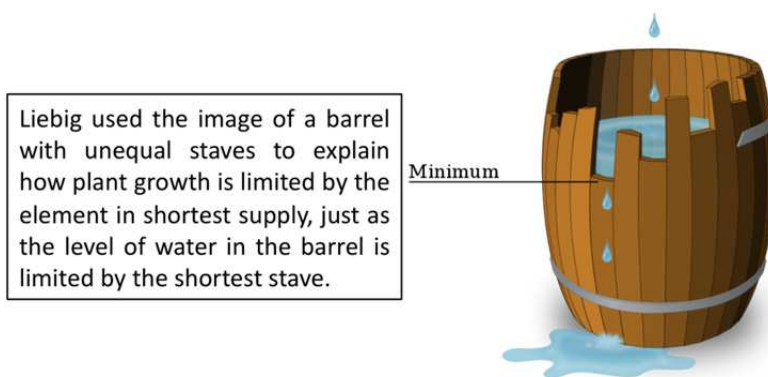 Liebig used the image of a barrel
with unequal staves to explain
how plant growth is limited by the
element in shortest supply, just as
the level of water in the barrel is
limited by the shortest stave.
Minimum